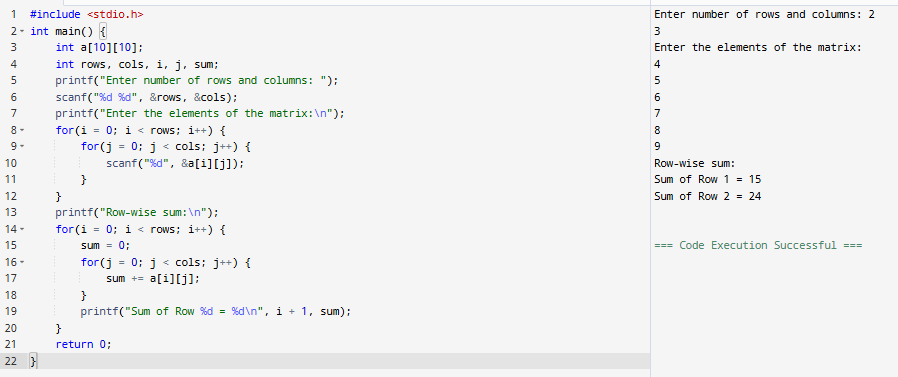 1 #include <stdio.h>
2 int main() {
3 int a[10][10];
4 int rows, cols, i, j, sum;
5 printf("Enter number of rows and columns: ");
6 scanf("%d %d", &rows, &cols);
7 printf("Enter the elements of the matrix:\n");
8 for(i = 0; i < rows; i++) {
9 for(j = 0; j < cols; j++) {
10 scanf("%d", &a[i][j]);
11 }
12 }
13 printf("Row-wise sum:\n");
14 for(i = 0; i < rows; i++) {
15 sum = 0;
16 for(j = 0; j < cols; j++) {
17 sum += a[i][j];
18 }
19 printf("Sum of Row %d = %d\n", i + 1, sum);
20 }
21 return 0;
22 }
Enter number of rows and columns: 2
3
Enter the elements of the matrix:
4
5
6
7
8
9
Row-wise sum:
Sum of Row 1 = 15
Sum of Row 2 = 24
=== Code Execution Successful ===